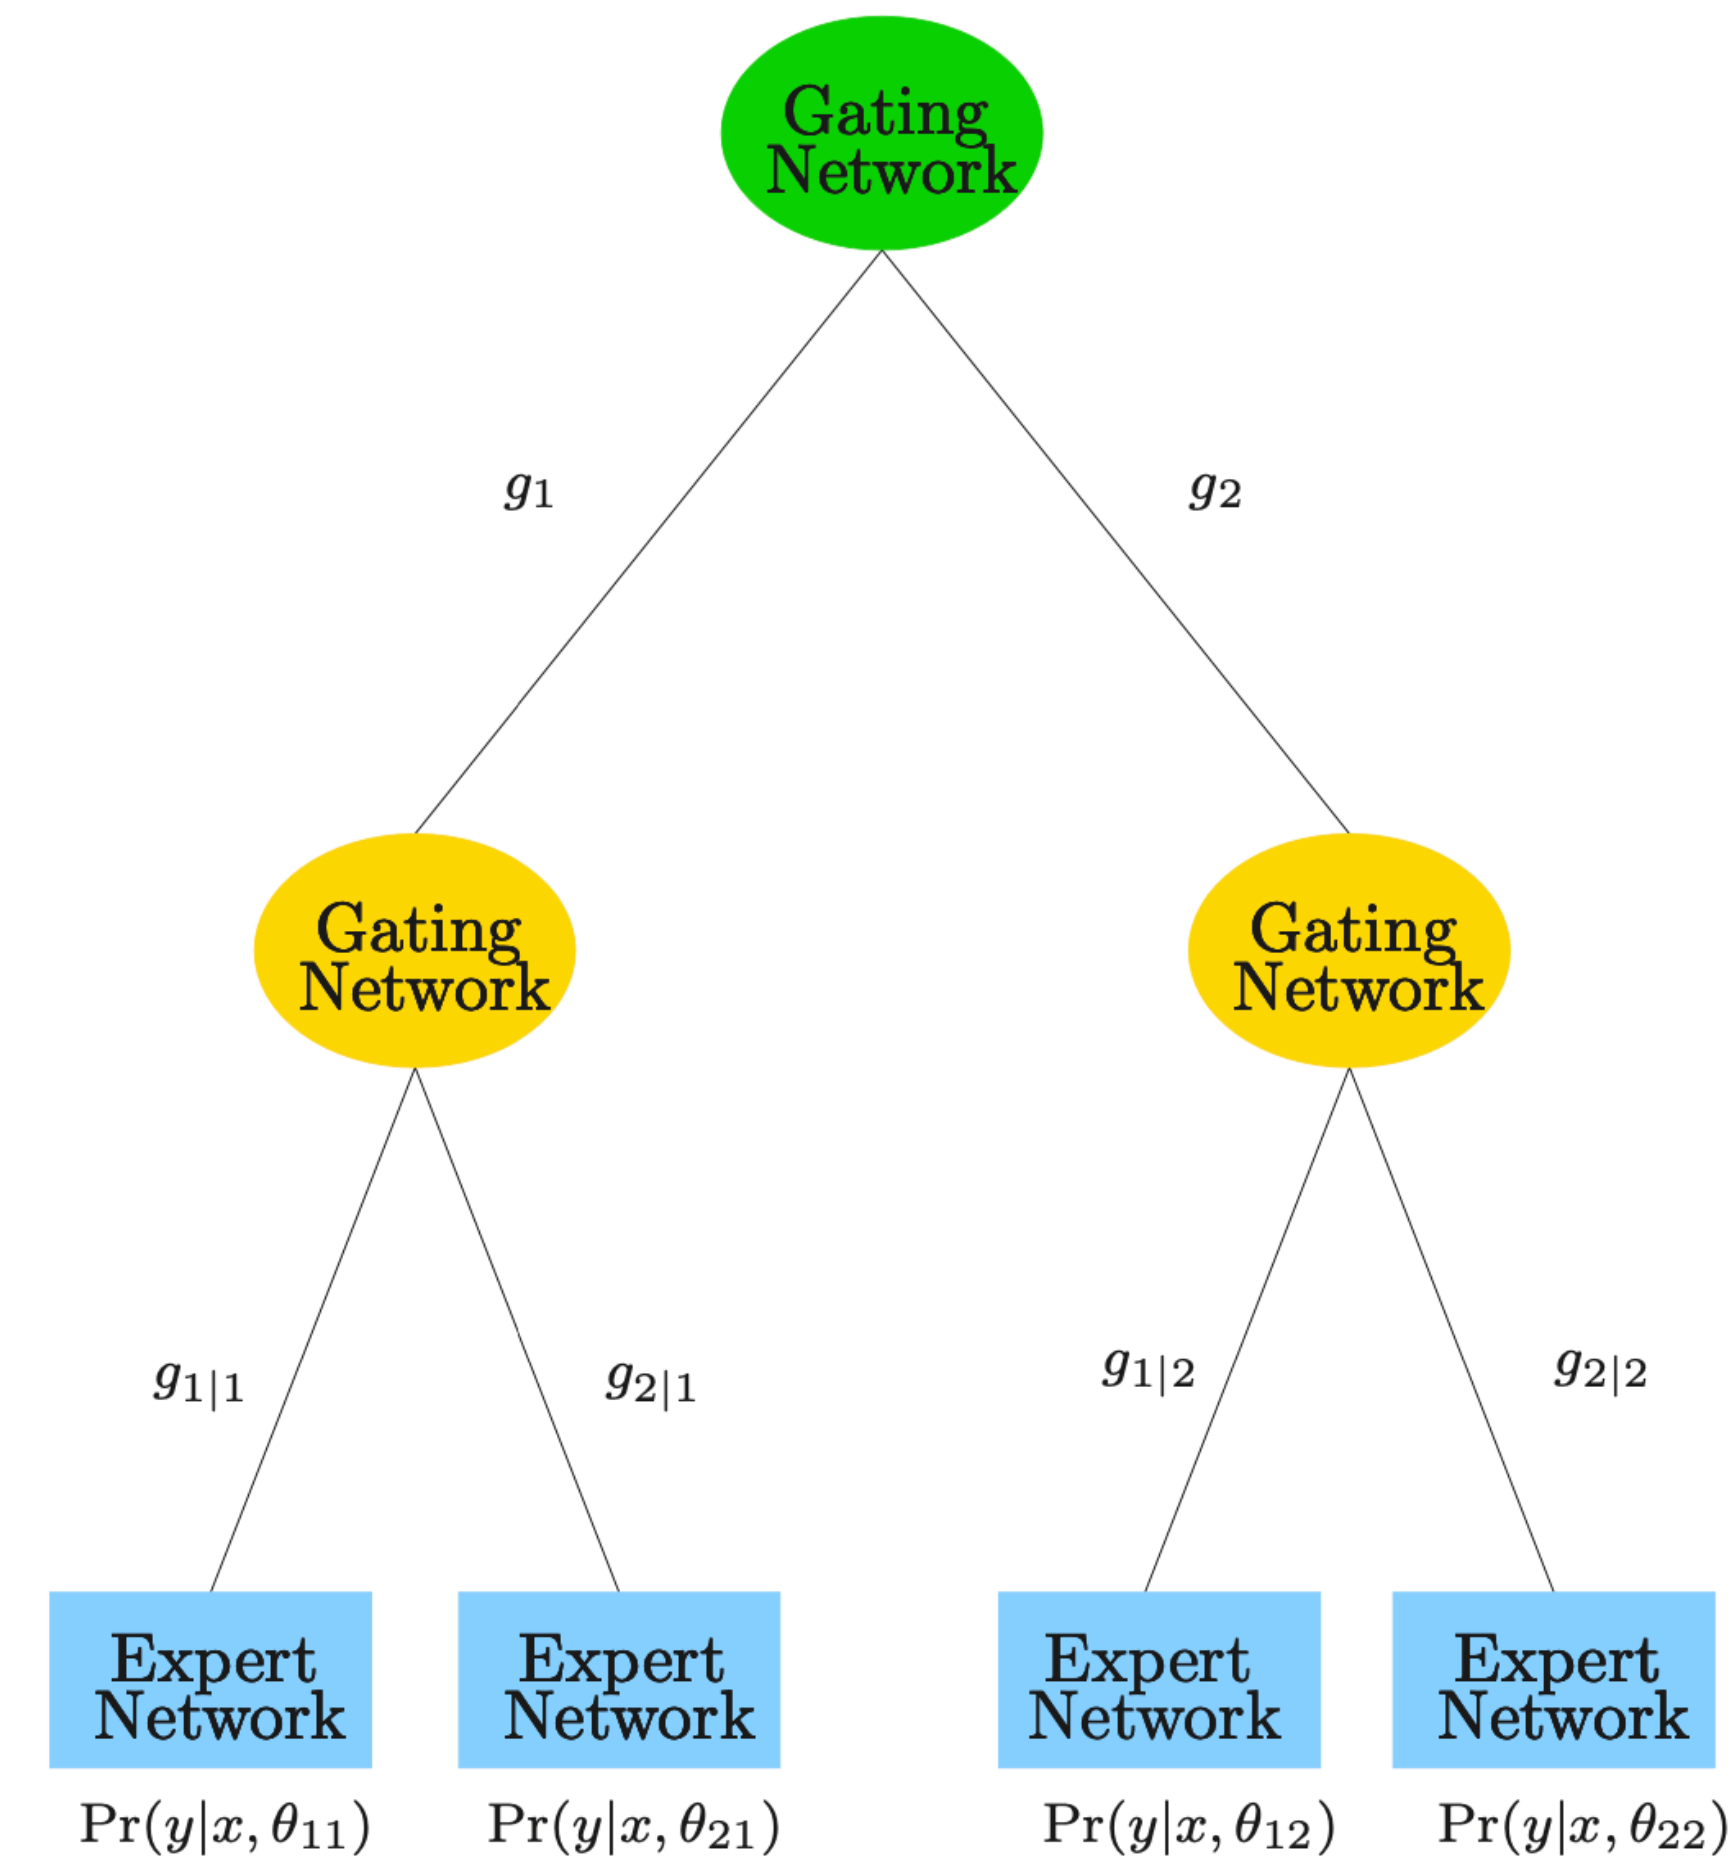 Gating
Network
g₁
g₂
Gating
Network
Gating
Network
g₁|₁
g₂|₁
g₁|₂
g₂|₂
Expert
Network
Expert
Network
Expert
Network
Expert
Network
Pr(y|x, θ₁₁)
Pr(y|x, θ₂₁)
Pr(y|x, θ₁₂)
Pr(y|x, θ₂₂)